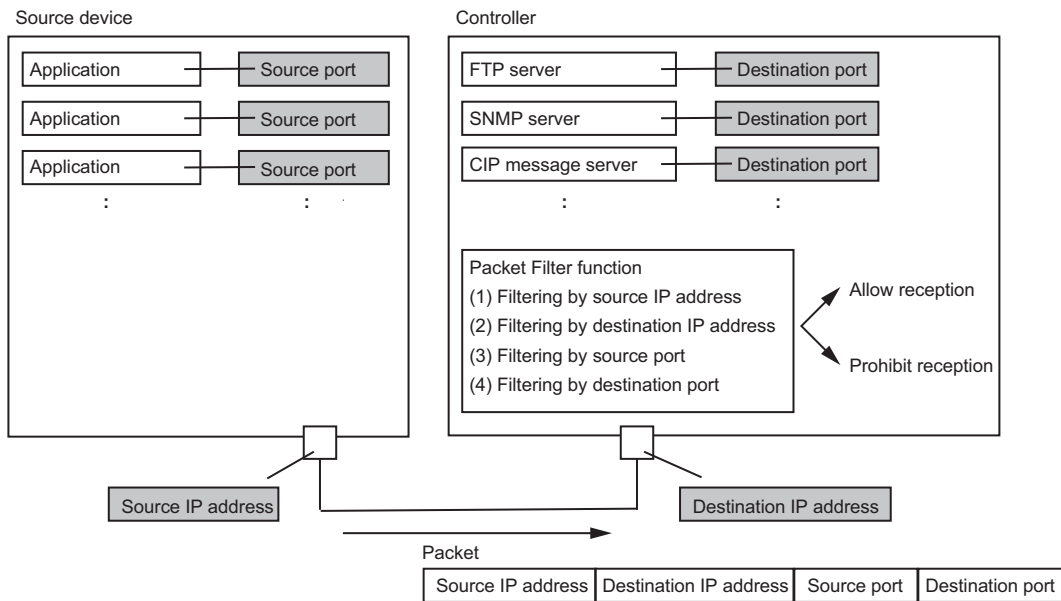 Source device
Controller
Application
Source port
FTP server
Destination port
Application
Source port
SNMP server
Destination port
Application
Source port
CIP message server
Destination port
:
:
:
:
Packet Filter function
(1) Filtering by source IP address
(2) Filtering by destination IP address
(3) Filtering by source port
(4) Filtering by destination port
Allow reception
Prohibit reception
Source IP address
Destination IP address
Packet
Source IP address
Destination IP address
Source port
Destination port